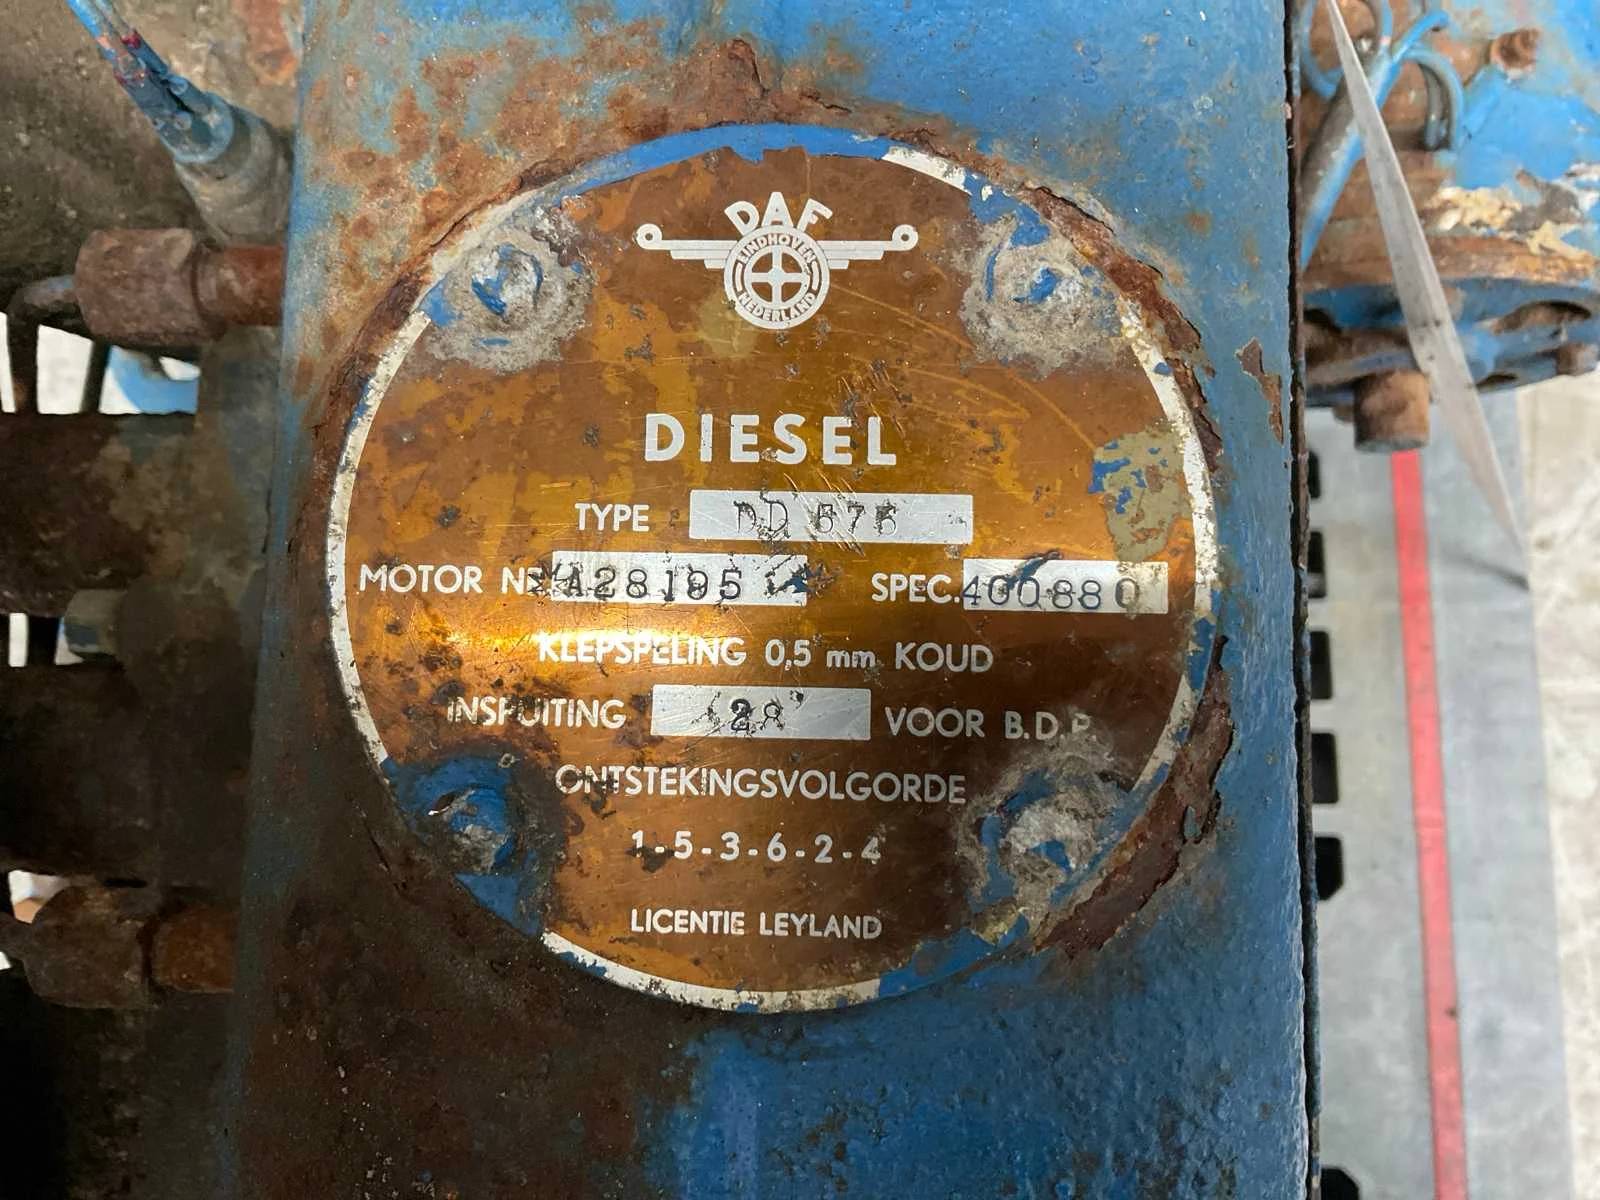 DAF
EINDHOVEN
NEDERLAND
DIESEL
TYPE DD 575
MOTOR NR A28195
SPEC. 400880
KLEPSPELING 0,5 mm KOUD
INSPUITING 28° VOOR B.D.P.
ONTSTEKINGSVOLGORDE
1-5-3-6-2-4
LICENTIE LEYLAND